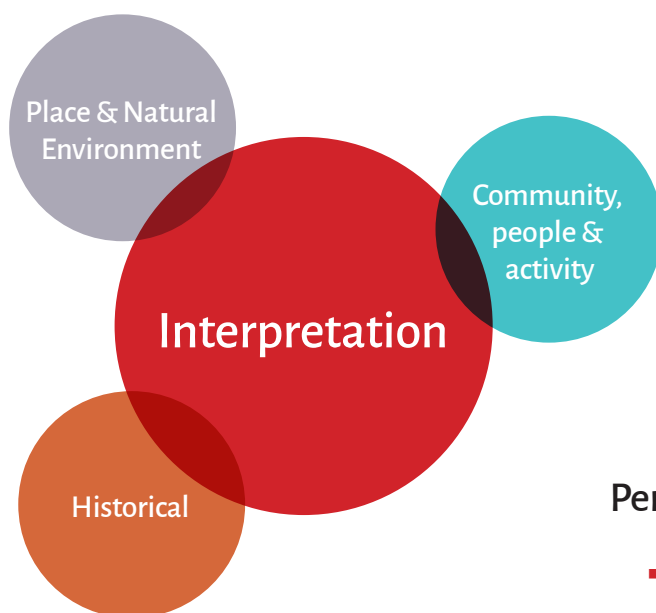 Place & Natural
Environment
Community,
people &
activity
Interpretation
Historical